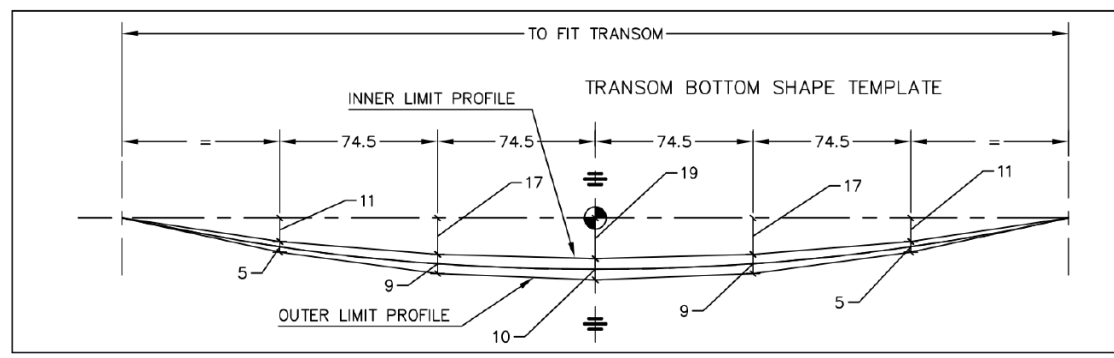 TO FIT TRANSOM
TRANSOM BOTTOM SHAPE TEMPLATE
INNER LIMIT PROFILE
= 74.5 74.5 74.5 74.5 =
11 17 19 17 11
5 9 10 9 5
OUTER LIMIT PROFILE